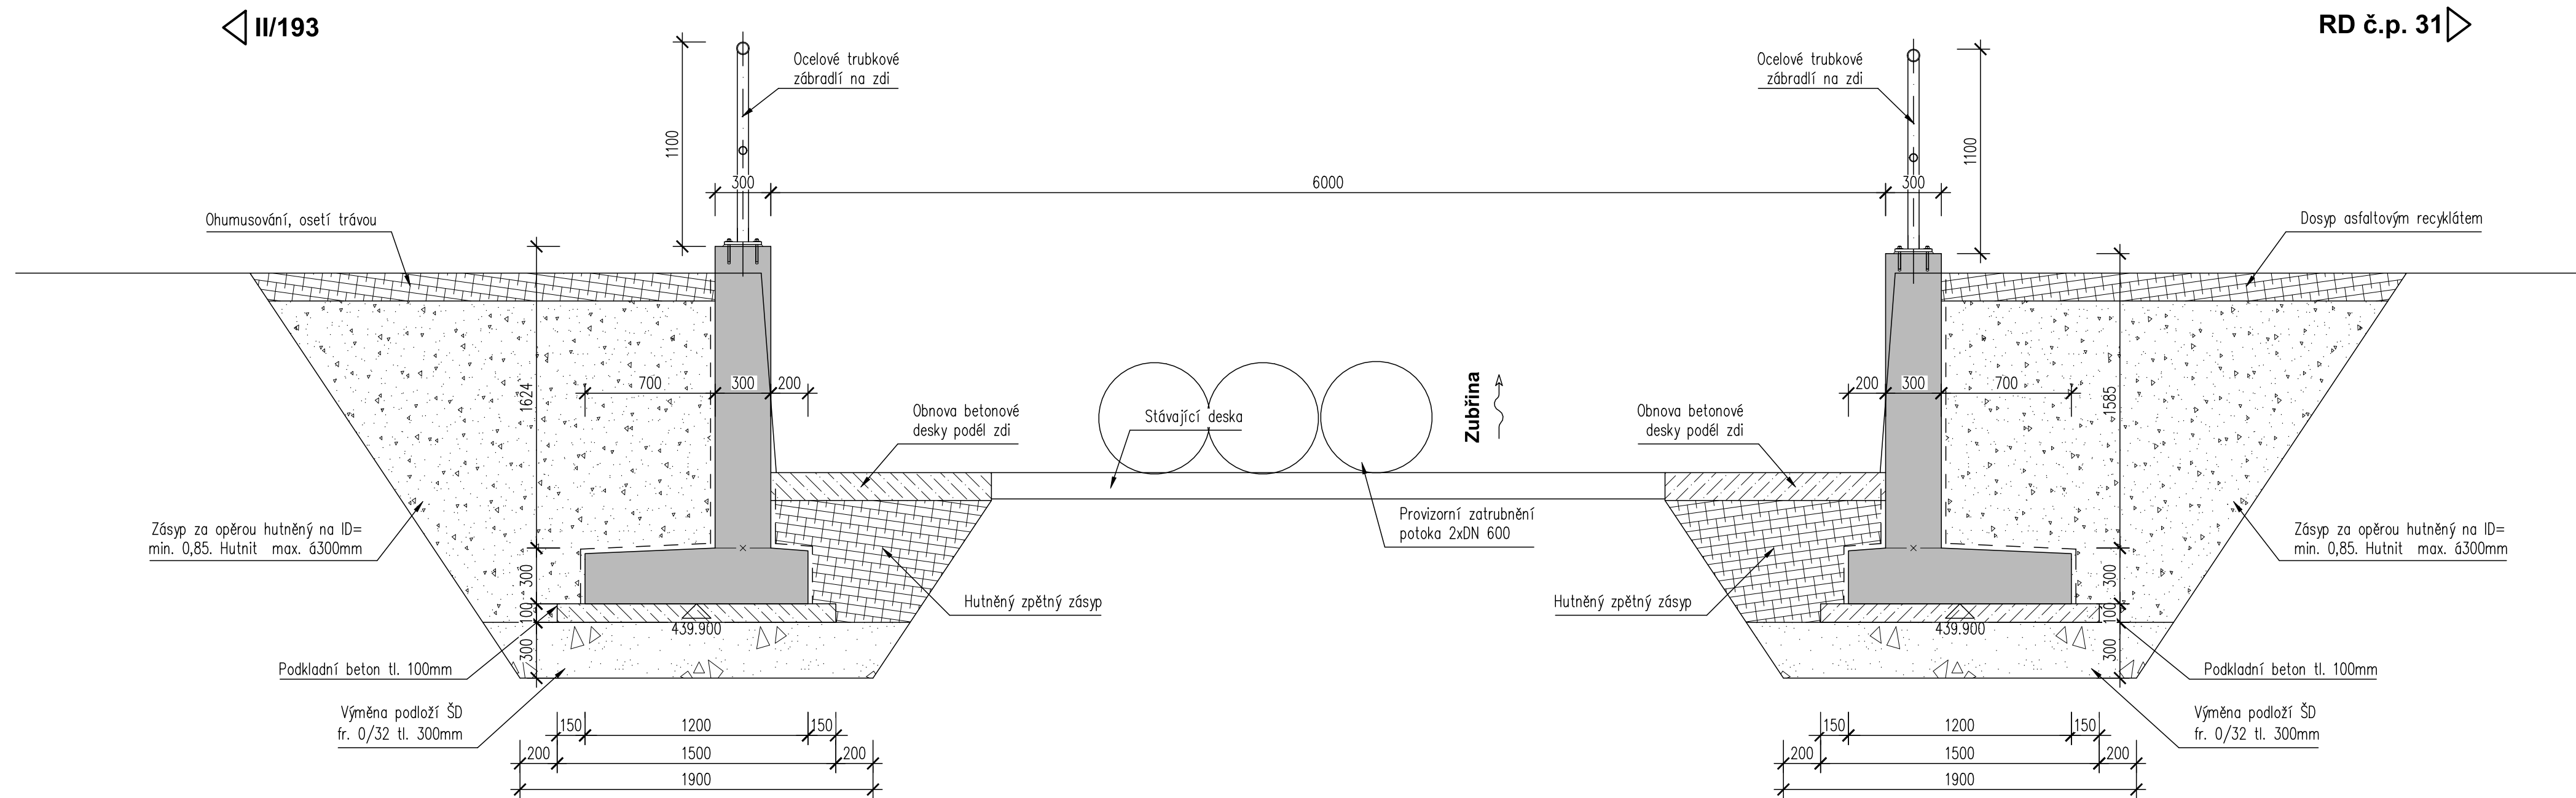 II/193
RD č.p. 31
Ocelové trubkové
zábradlí na zdi
Ocelové trubkové
zábradlí na zdi
1100
1100
300
6000
300
Ohumusování, osetí trávou
Dosyp asfaltovým recyklátem
700
300
200
200
300
700
1624
1585
Obnova betonové
desky podél zdi
Stávající deska
Zubřina
Obnova betonové
desky podél zdi
Zásyp za opěrou hutněný na ID=
min. 0,85. Hutnit max. á300mm
Provizorní zatrubnění
potoka 2xDN 600
Zásyp za opěrou hutněný na ID=
min. 0,85. Hutnit max. á300mm
300
300
Hutněný zpětný zásyp
Hutněný zpětný zásyp
100
100
439.900
439.900
300
300
Podkladní beton tl. 100mm
Podkladní beton tl. 100mm
Výměna podloží ŠD
fr. 0/32 tl. 300mm
Výměna podloží ŠD
fr. 0/32 tl. 300mm
150
1200
150
150
1200
150
200
1500
200
200
1500
200
1900
1900